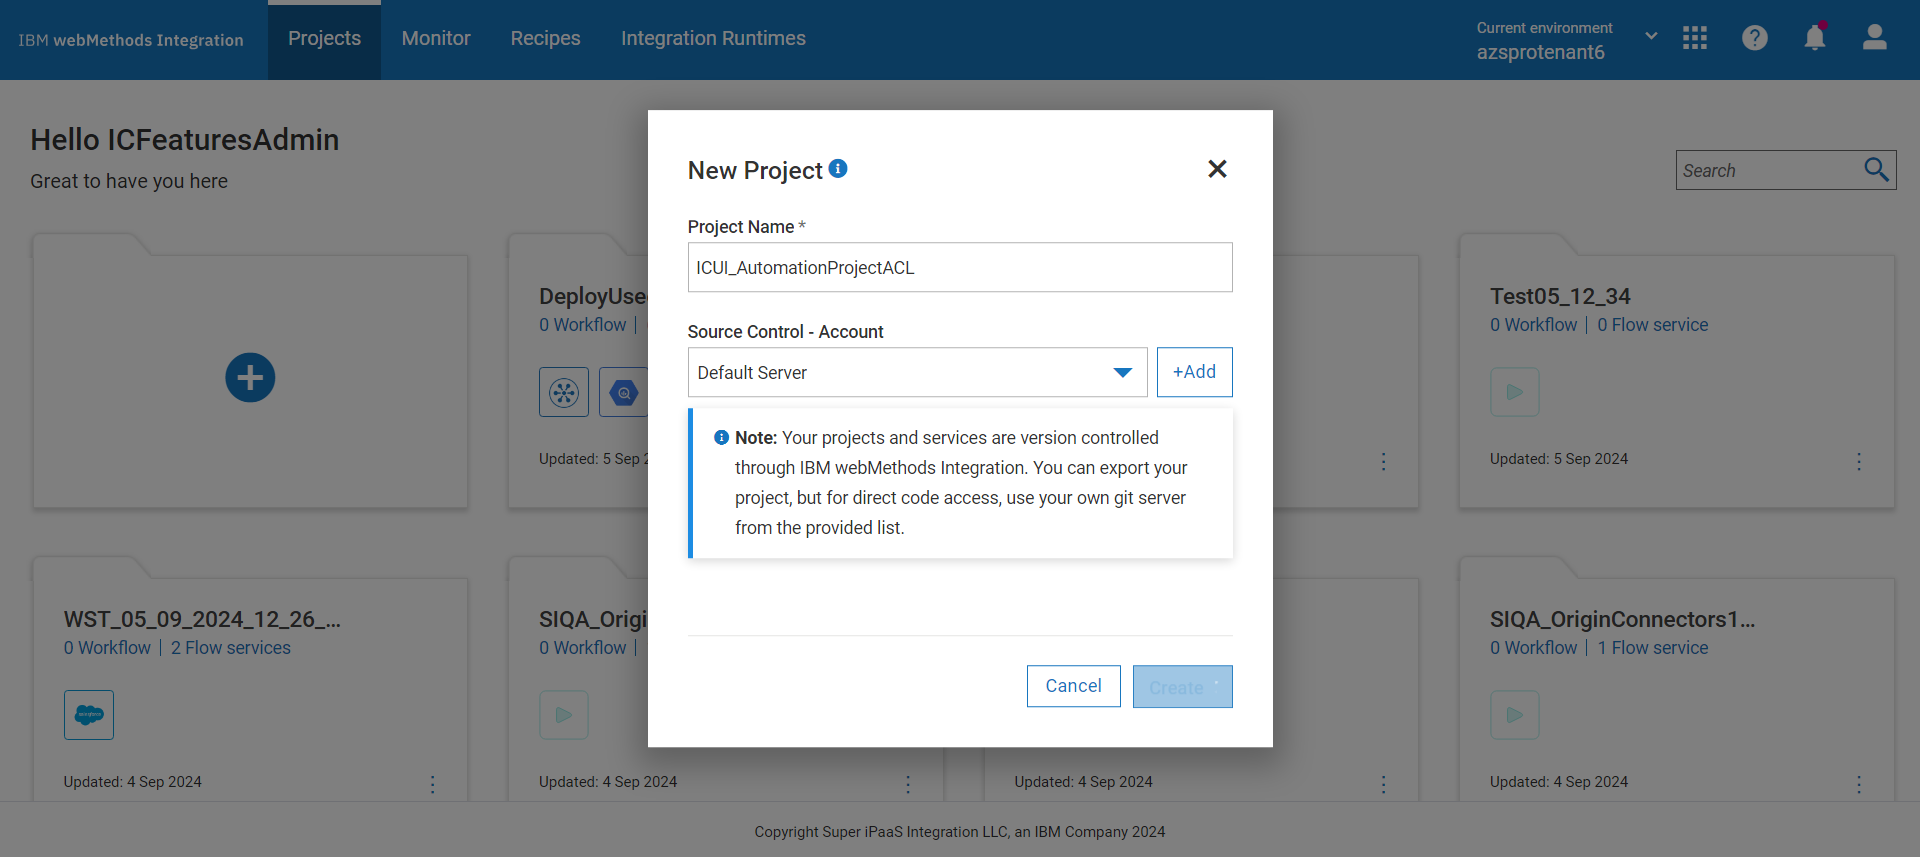 IBM webMethods Integration
Projects
Monitor
Recipes
Integration Runtimes
Current environment
azsprotenant6
Hello ICFeaturesAdmin
Great to have you here
Search
New Project
Project Name *
ICUI_AutomationProjectACL
Source Control - Account
Default Server
+Add
Note: Your projects and services are version controlled
through IBM webMethods Integration. You can export your
project, but for direct code access, use your own git server
from the provided list.
Cancel
Create
DeployUse
0 Workflow
Updated: 5 Sep
Test05_12_34
0 Workflow | 0 Flow service
Updated: 5 Sep 2024
WST_05_09_2024_12_26_...
0 Workflow | 2 Flow services
Updated: 4 Sep 2024
SIQA_Origi
0 Workflow |
Updated: 4 Sep 2024
Updated: 4 Sep 2024
SIQA_OriginConnectors1...
0 Workflow | 1 Flow service
Updated: 4 Sep 2024
Copyright Super iPaaS Integration LLC, an IBM Company 2024